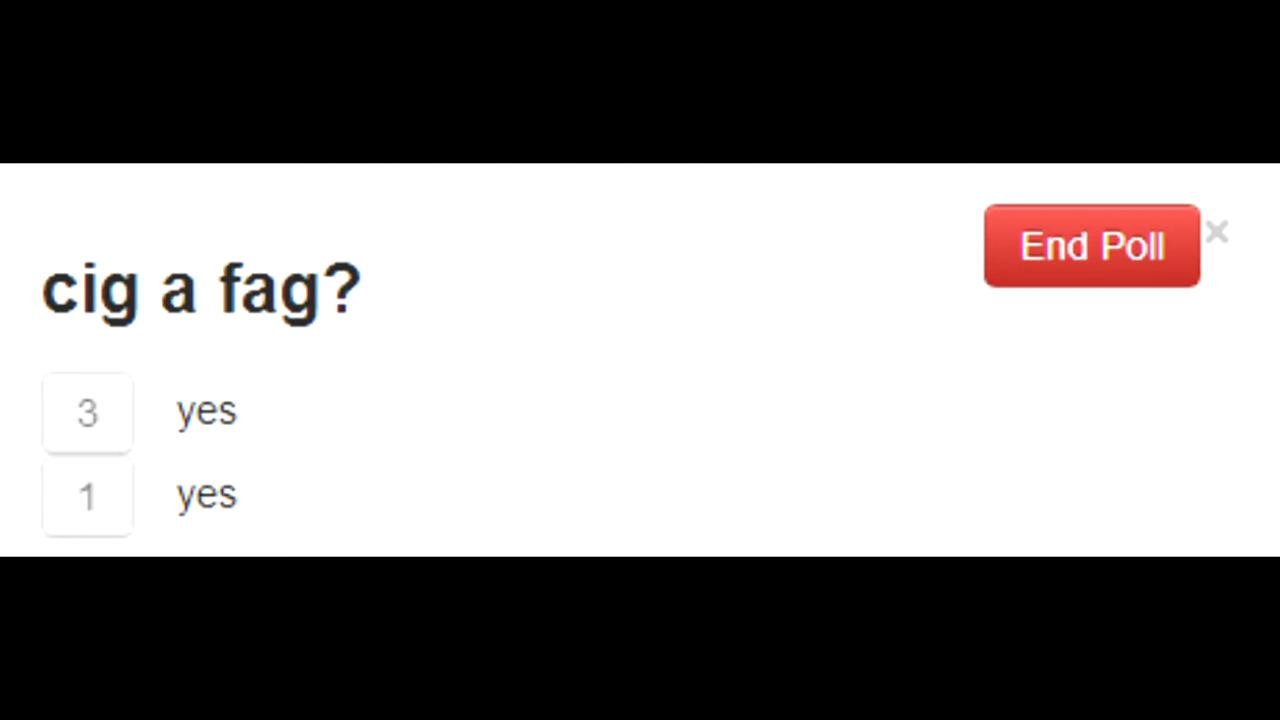 End Poll ×
cig a fag?
3 yes
1 yes